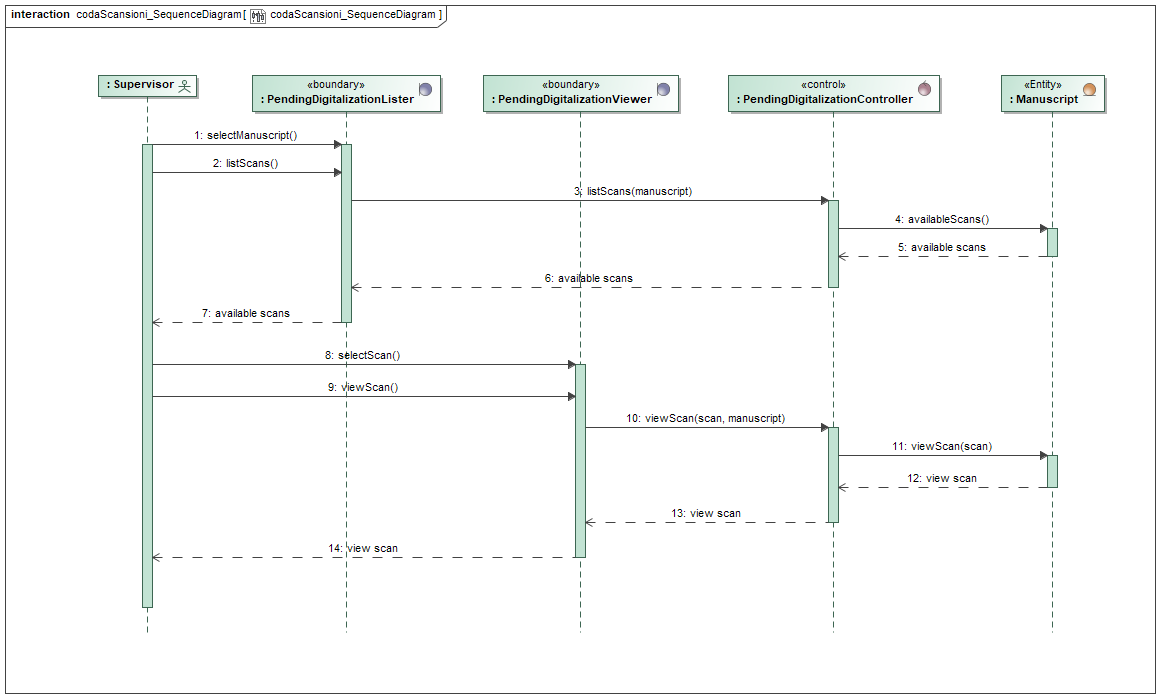 interaction codaScansioni_SequenceDiagram[ codaScansioni_SequenceDiagram ]
: Supervisor
«boundary»
: PendingDigitalizationLister
«boundary»
: PendingDigitalizationViewer
«control»
: PendingDigitalizationController
«Entity»
: Manuscript
1: selectManuscript()
2: listScans()
3: listScans(manuscript)
4: availableScans()
5: available scans
6: available scans
7: available scans
8: selectScan()
9: viewScan()
10: viewScan(scan, manuscript)
11: viewScan(scan)
12: view scan
13: view scan
14: view scan